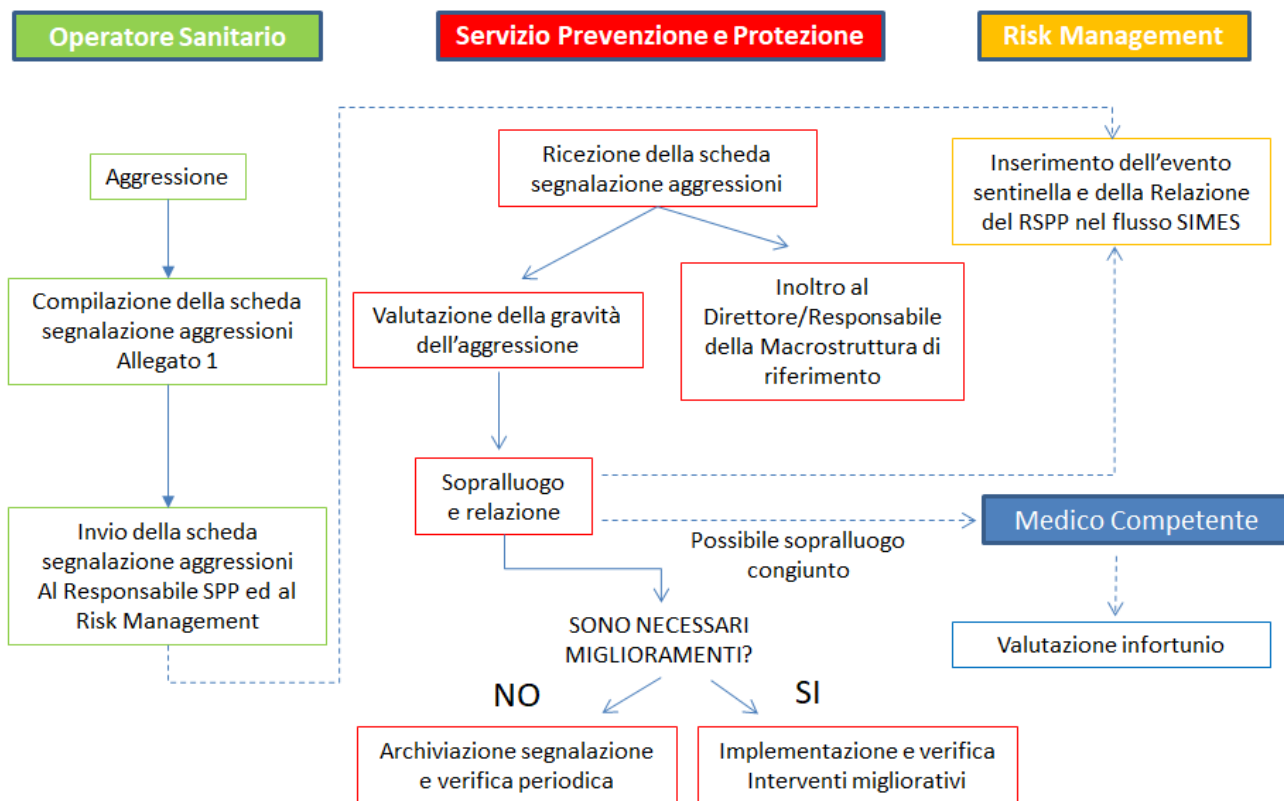 Operatore Sanitario
Servizio Prevenzione e Protezione
Risk Management
Aggressione
Compilazione della scheda
segnalazione aggressioni
Allegato 1
Invio della scheda
segnalazione aggressioni
Al Responsabile SPP ed al
Risk Management
Ricezione della scheda
segnalazione aggressioni
Valutazione della gravità
dell’aggressione
Inoltro al
Direttore/Responsabile
della Macrostruttura di
riferimento
Sopralluogo
e relazione
Possibile sopralluogo
congiunto
SONO NECESSARI
MIGLIORAMENTI?
NO
SI
Archiviazione segnalazione
e verifica periodica
Implementazione e verifica
Interventi migliorativi
Inserimento dell’evento
sentinella e della Relazione
del RSPP nel flusso SIMES
Medico Competente
Valutazione infortunio